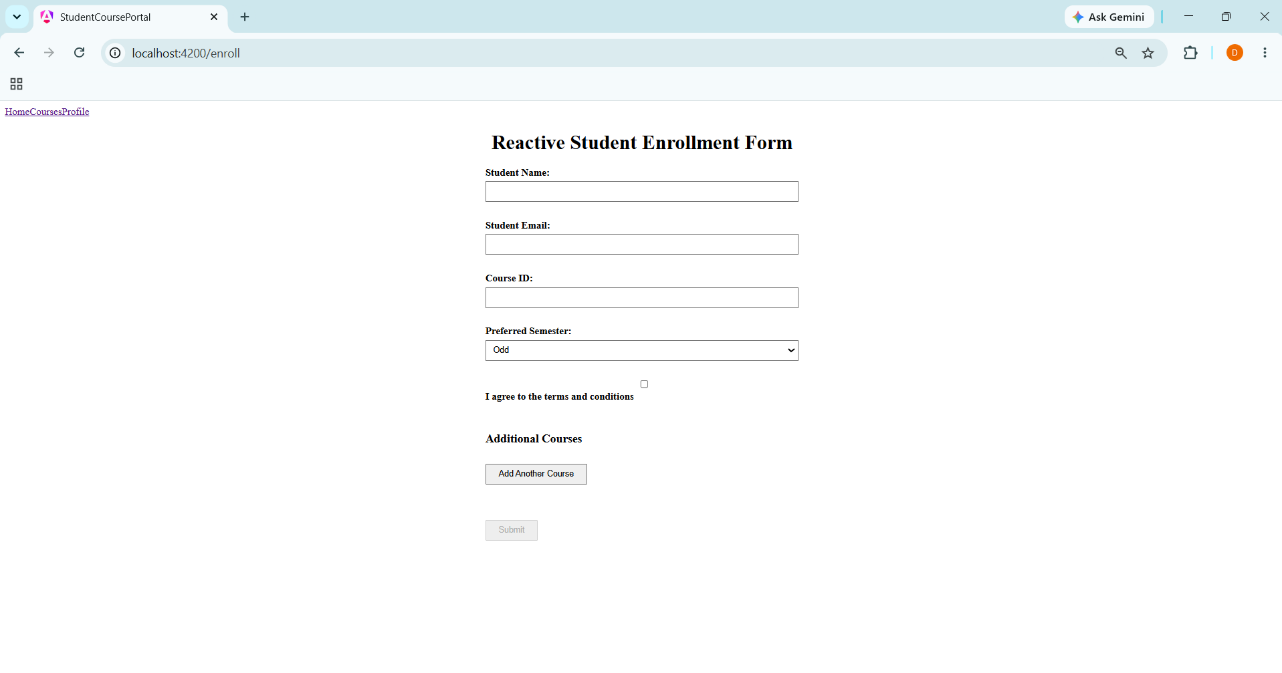 StudentCoursePortal
Ask Gemini
localhost:4200/enroll
D
HomeCoursesProfile
Reactive Student Enrollment Form
Student Name:
Student Email:
Course ID:
Preferred Semester:
Odd
I agree to the terms and conditions
Additional Courses
Add Another Course
Submit